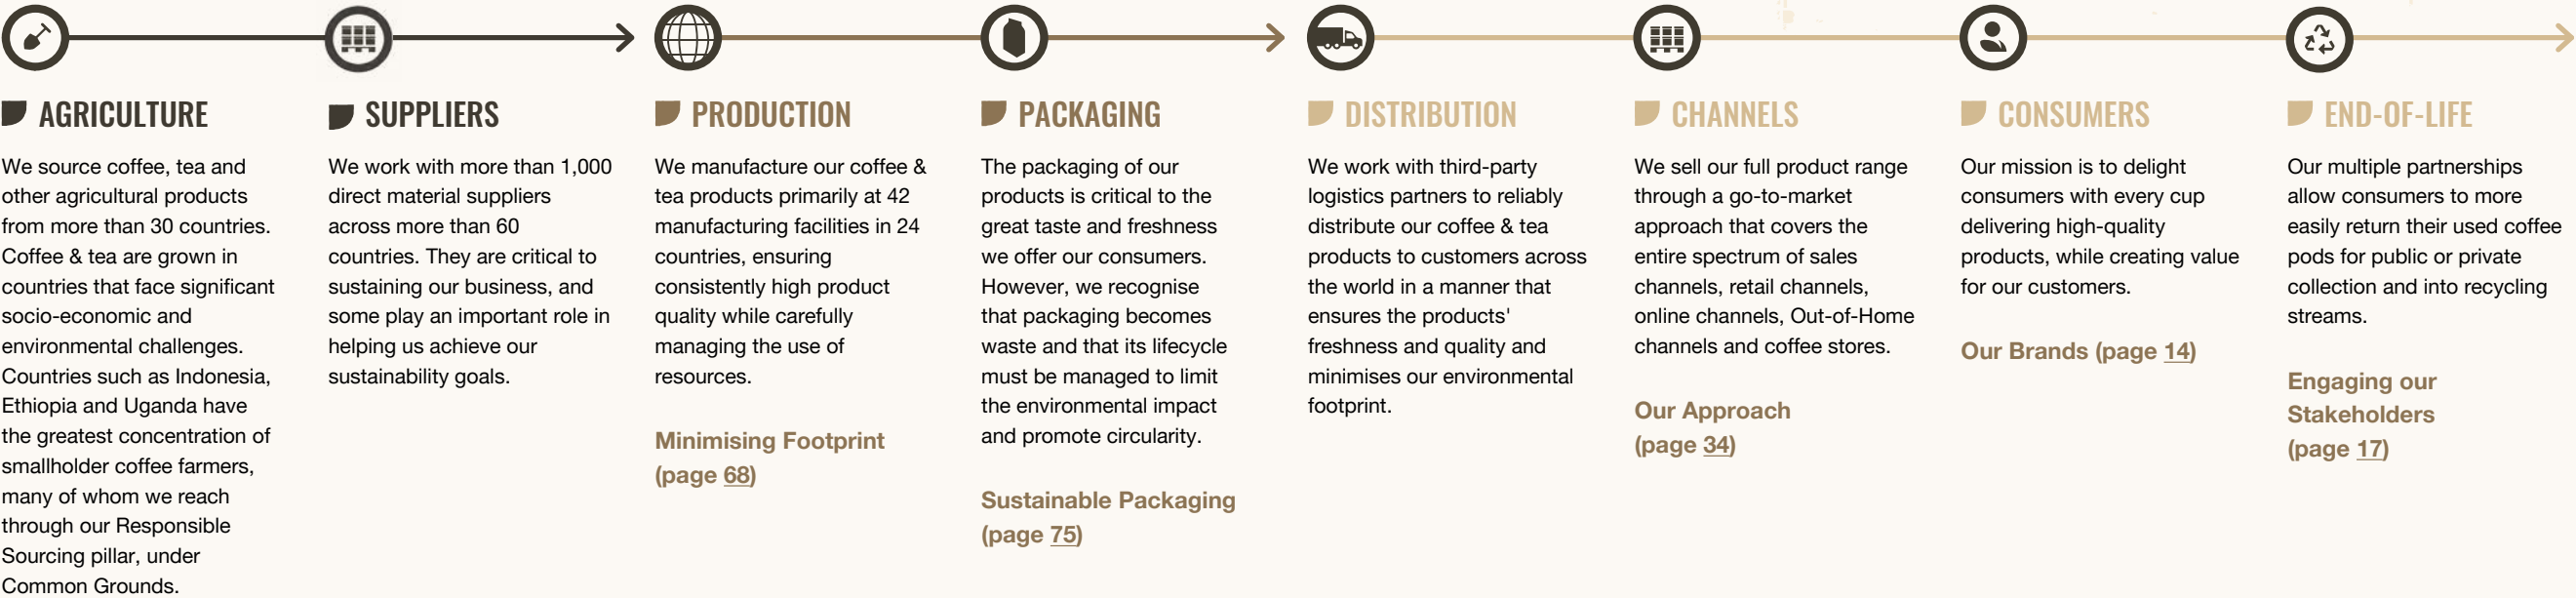 AGRICULTURE
We source coffee, tea and
other agricultural products
from more than 30 countries.
Coffee & tea are grown in
countries that face significant
socio-economic and
environmental challenges.
Countries such as Indonesia,
Ethiopia and Uganda have
the greatest concentration of
smallholder coffee farmers,
many of whom we reach
through our Responsible
Sourcing pillar, under
Common Grounds.
SUPPLIERS
We work with more than 1,000
direct material suppliers
across more than 60
countries. They are critical to
sustaining our business, and
some play an important role in
helping us achieve our
sustainability goals.
PRODUCTION
We manufacture our coffee &
tea products primarily at 42
manufacturing facilities in 24
countries, ensuring
consistently high product
quality while carefully
managing the use of
resources.
Minimising Footprint
(page 68)
PACKAGING
The packaging of our
products is critical to the
great taste and freshness
we offer our consumers.
However, we recognise
that packaging becomes
waste and that its lifecycle
must be managed to limit
the environmental impact
and promote circularity.
Sustainable Packaging
(page 75)
DISTRIBUTION
We work with third-party
logistics partners to reliably
distribute our coffee & tea
products to customers across
the world in a manner that
ensures the products'
freshness and quality and
minimises our environmental
footprint.
CHANNELS
We sell our full product range
through a go-to-market
approach that covers the
entire spectrum of sales
channels, retail channels,
online channels, Out-of-Home
channels and coffee stores.
Our Approach
(page 34)
CONSUMERS
Our mission is to delight
consumers with every cup
delivering high-quality
products, while creating value
for our customers.
Our Brands (page 14)
END-OF-LIFE
Our multiple partnerships
allow consumers to more
easily return their used coffee
pods for public or private
collection and into recycling
streams.
Engaging our
Stakeholders
(page 17)